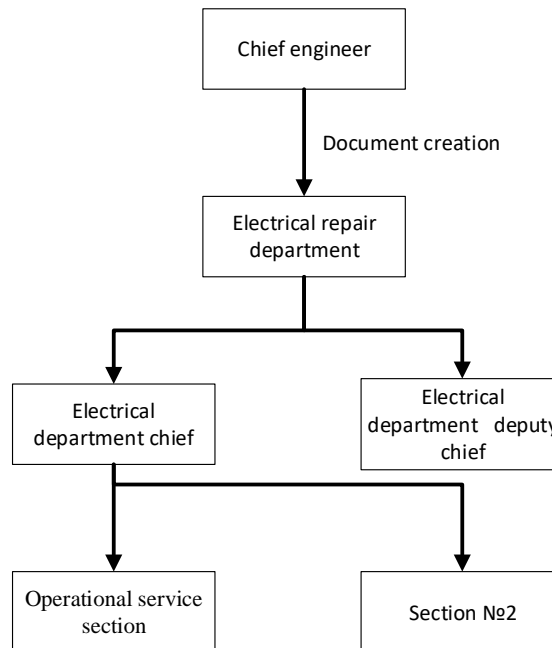 Chief engineer
Document creation
Electrical repair
department
Electrical
department chief
Electrical
department deputy
chief
Operational service
section
Section №2